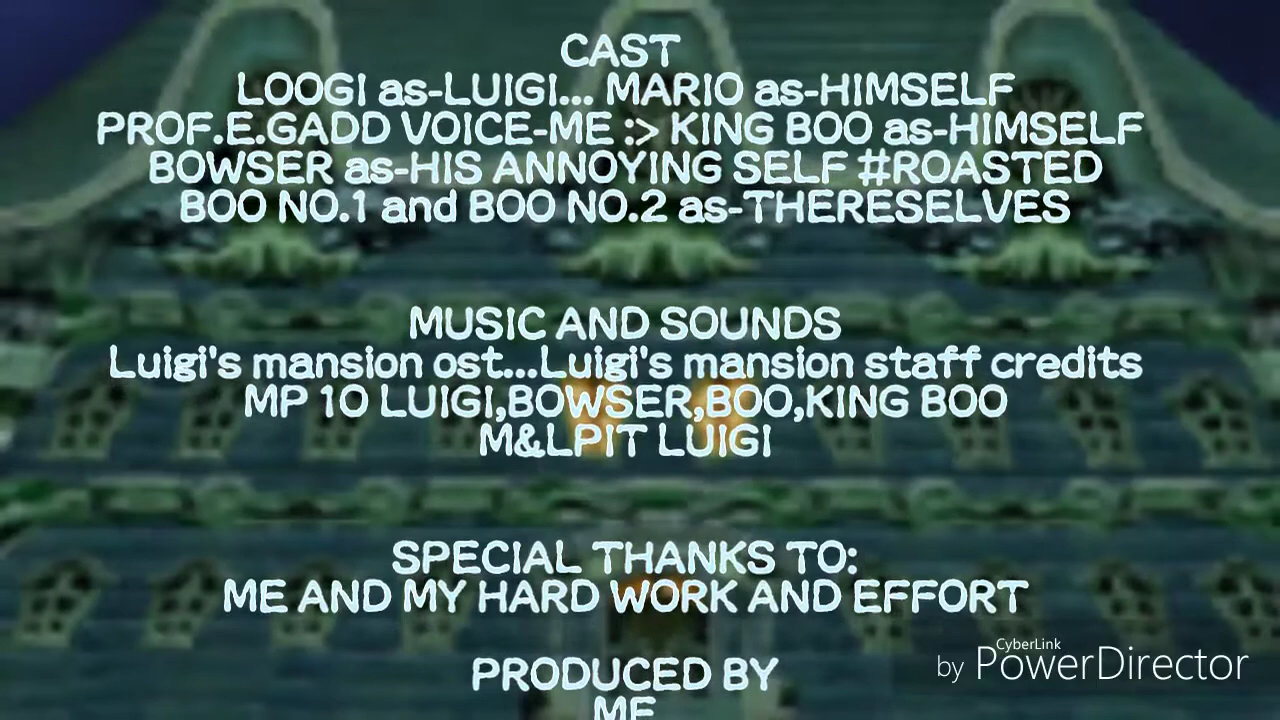 CAST
LOOGI as-LUIGI... MARIO as-HIMSELF
PROF.E.GADD VOICE-ME :> KING BOO as-HIMSELF
BOWSER as-HIS ANNOYING SELF #ROASTED
BOO NO.1 and BOO NO.2 as-THERESELVES
MUSIC AND SOUNDS
Luigi's mansion ost...Luigi's mansion staff credits
MP 10 LUIGI,BOWSER,BOO,KING BOO
M&LPIT LUIGI
SPECIAL THANKS TO:
ME AND MY HARD WORK AND EFFORT
PRODUCED BY
ME
CyberLink
by PowerDirector